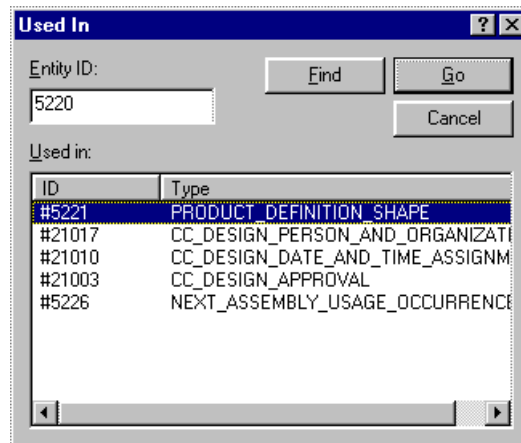 Used In
Entity ID:
Find
Go
5220
Cancel
Used in:
ID Type
#5221 PRODUCT_DEFINITION_SHAPE
#21017 CC_DESIGN_PERSON_AND_ORGANIZATI
#21010 CC_DESIGN_DATE_AND_TIME_ASSIGNM
#21003 CC_DESIGN_APPROVAL
#5226 NEXT_ASSEMBLY_USAGE_OCCURRENCE